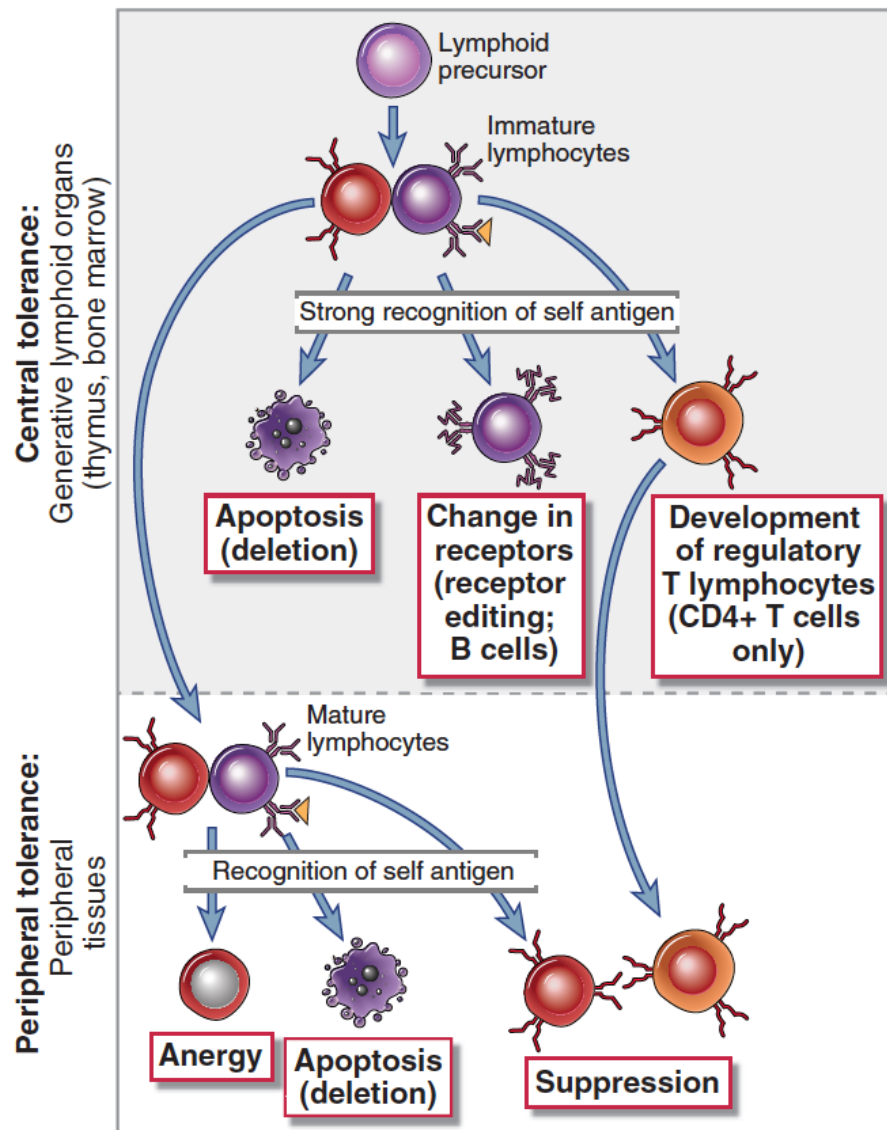 Lymphoid
precursor
Immature
lymphocytes
Central tolerance:
Generative lymphoid organs
(thymus, bone marrow)
Strong recognition of self antigen
Apoptosis
(deletion)
Change in
receptors
(receptor
editing;
B cells)
Development
of regulatory
T lymphocytes
(CD4+ T cells
only)
Mature
lymphocytes
Peripheral tolerance:
Peripheral
tissues
Recognition of self antigen
Anergy
Apoptosis
(deletion)
Suppression